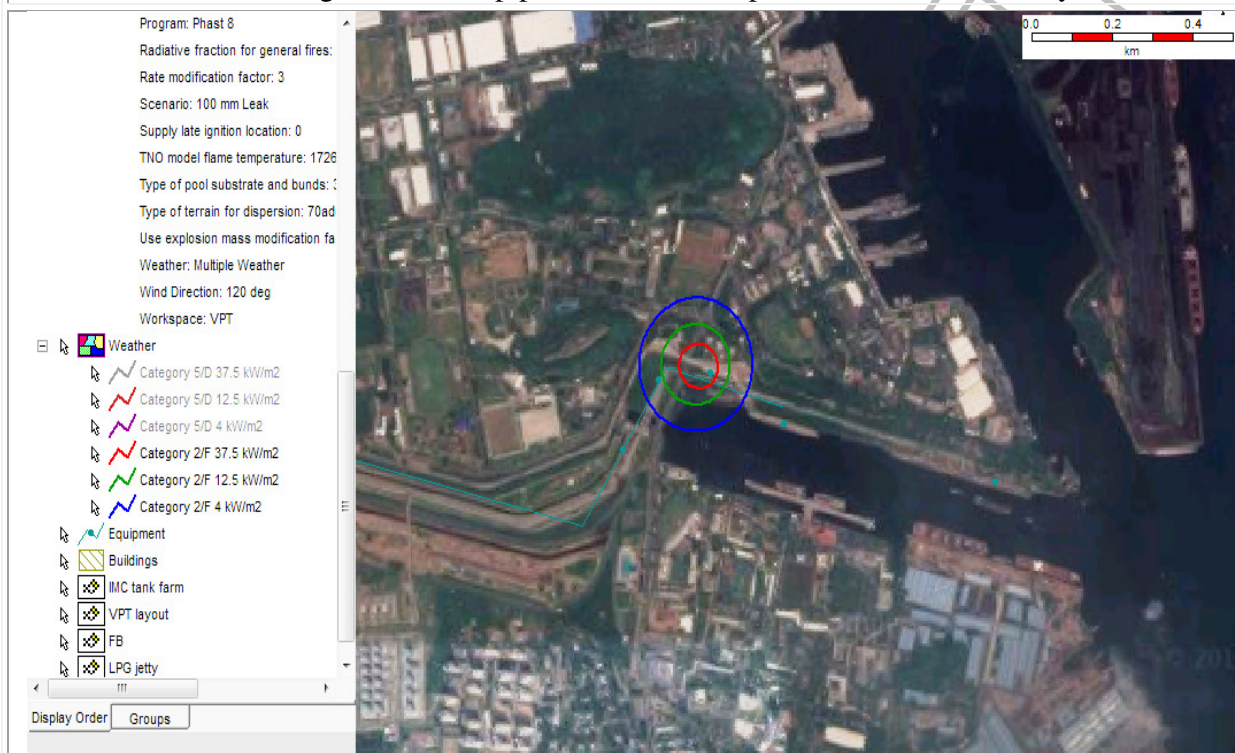 Program: Phast 8
Radiative fraction for general fires:
Rate modification factor: 3
Scenario: 100 mm Leak
Supply late ignition location: 0
TNO model flame temperature: 1726
Type of pool substrate and bunds: 3
Type of terrain for dispersion: 70ad
Use explosion mass modification fa
Weather: Multiple Weather
Wind Direction: 120 deg
Workspace: VPT
Weather
Category 5/D 37.5 kW/m2
Category 5/D 12.5 kW/m2
Category 5/D 4 kW/m2
Category 2/F 37.5 kW/m2
Category 2/F 12.5 kW/m2
Category 2/F 4 kW/m2
Equipment
Buildings
IMC tank farm
VPT layout
FB
LPG jetty
Display Order Groups
0.0 0.2 0.4
km
© 201